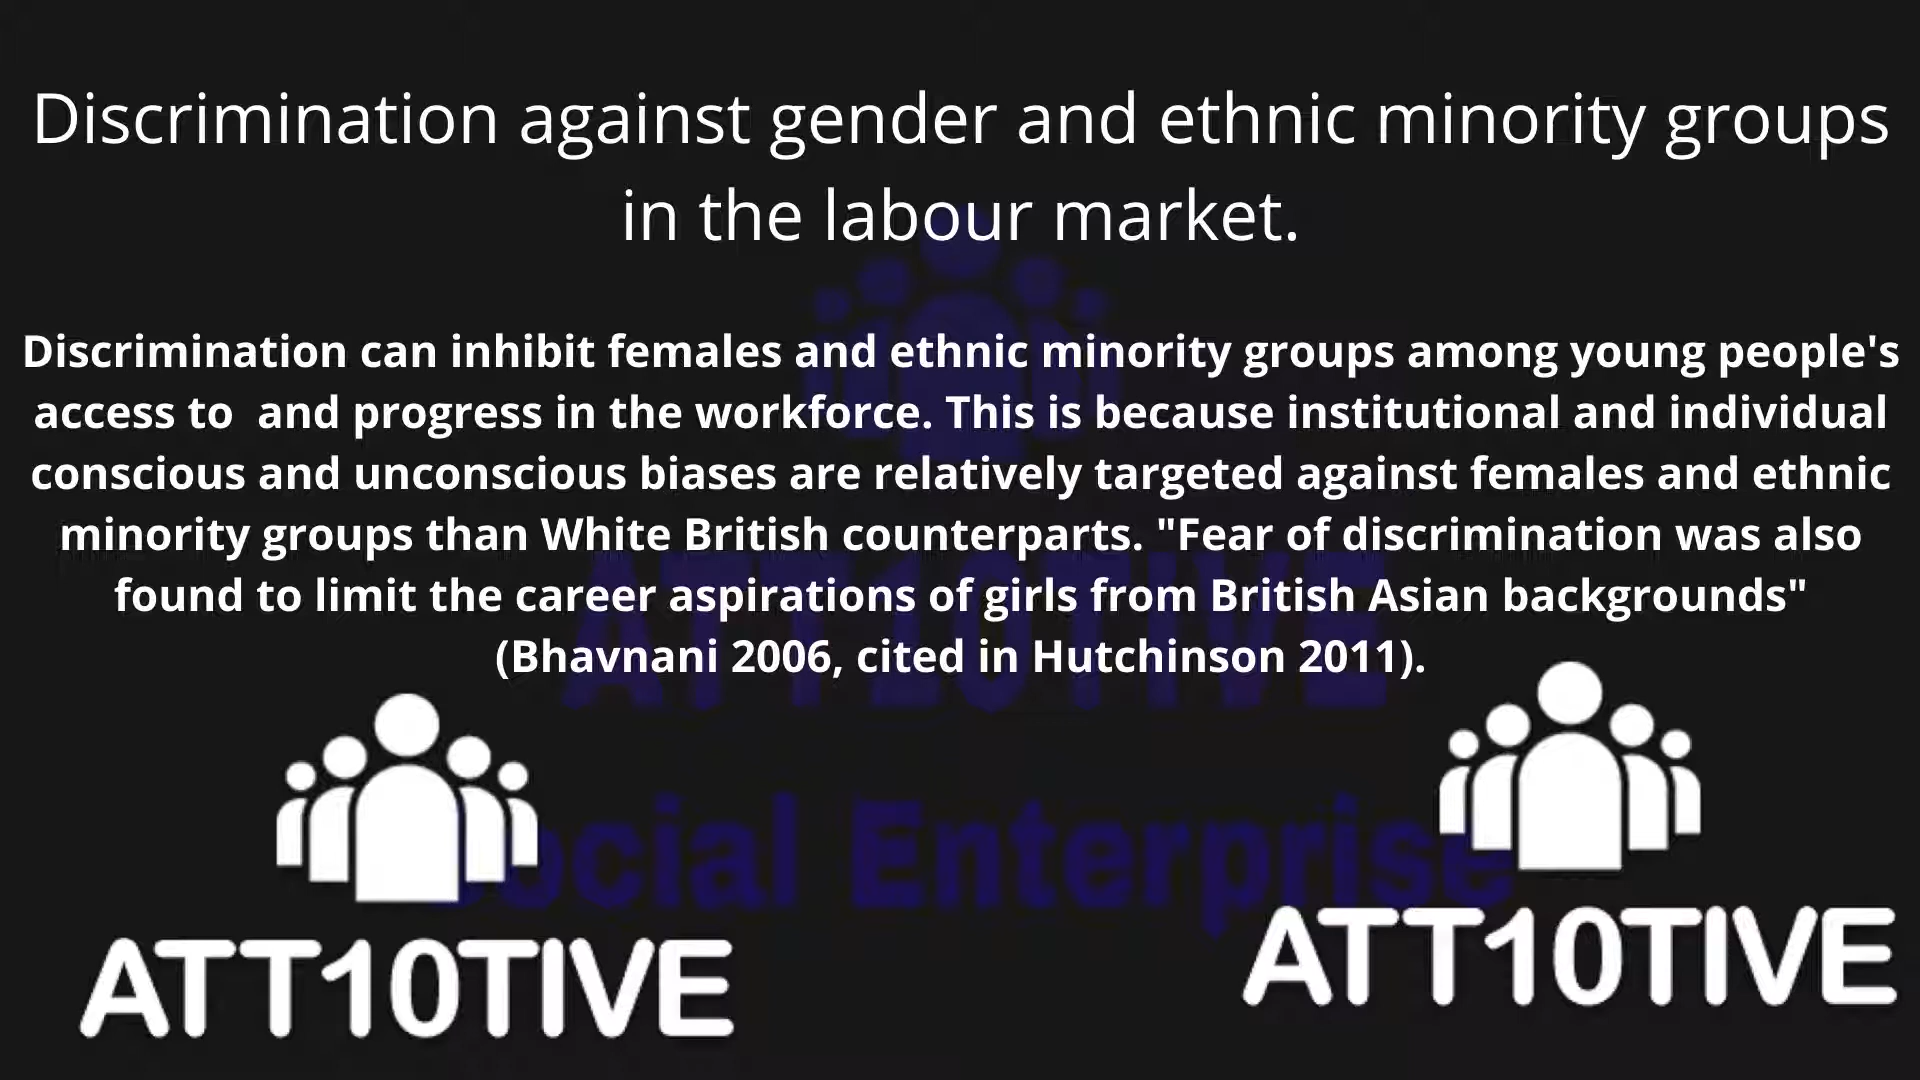 Discrimination against gender and ethnic minority groups
in the labour market.
Discrimination can inhibit females and ethnic minority groups among young people's
access to  and progress in the workforce. This is because institutional and individual
conscious and unconscious biases are relatively targeted against females and ethnic
minority groups than White British counterparts. "Fear of discrimination was also
found to limit the career aspirations of girls from British Asian backgrounds"
(Bhavnani 2006, cited in Hutchinson 2011).
ATT10TIVE
Social Enterprise
ATT10TIVE
ATT10TIVE